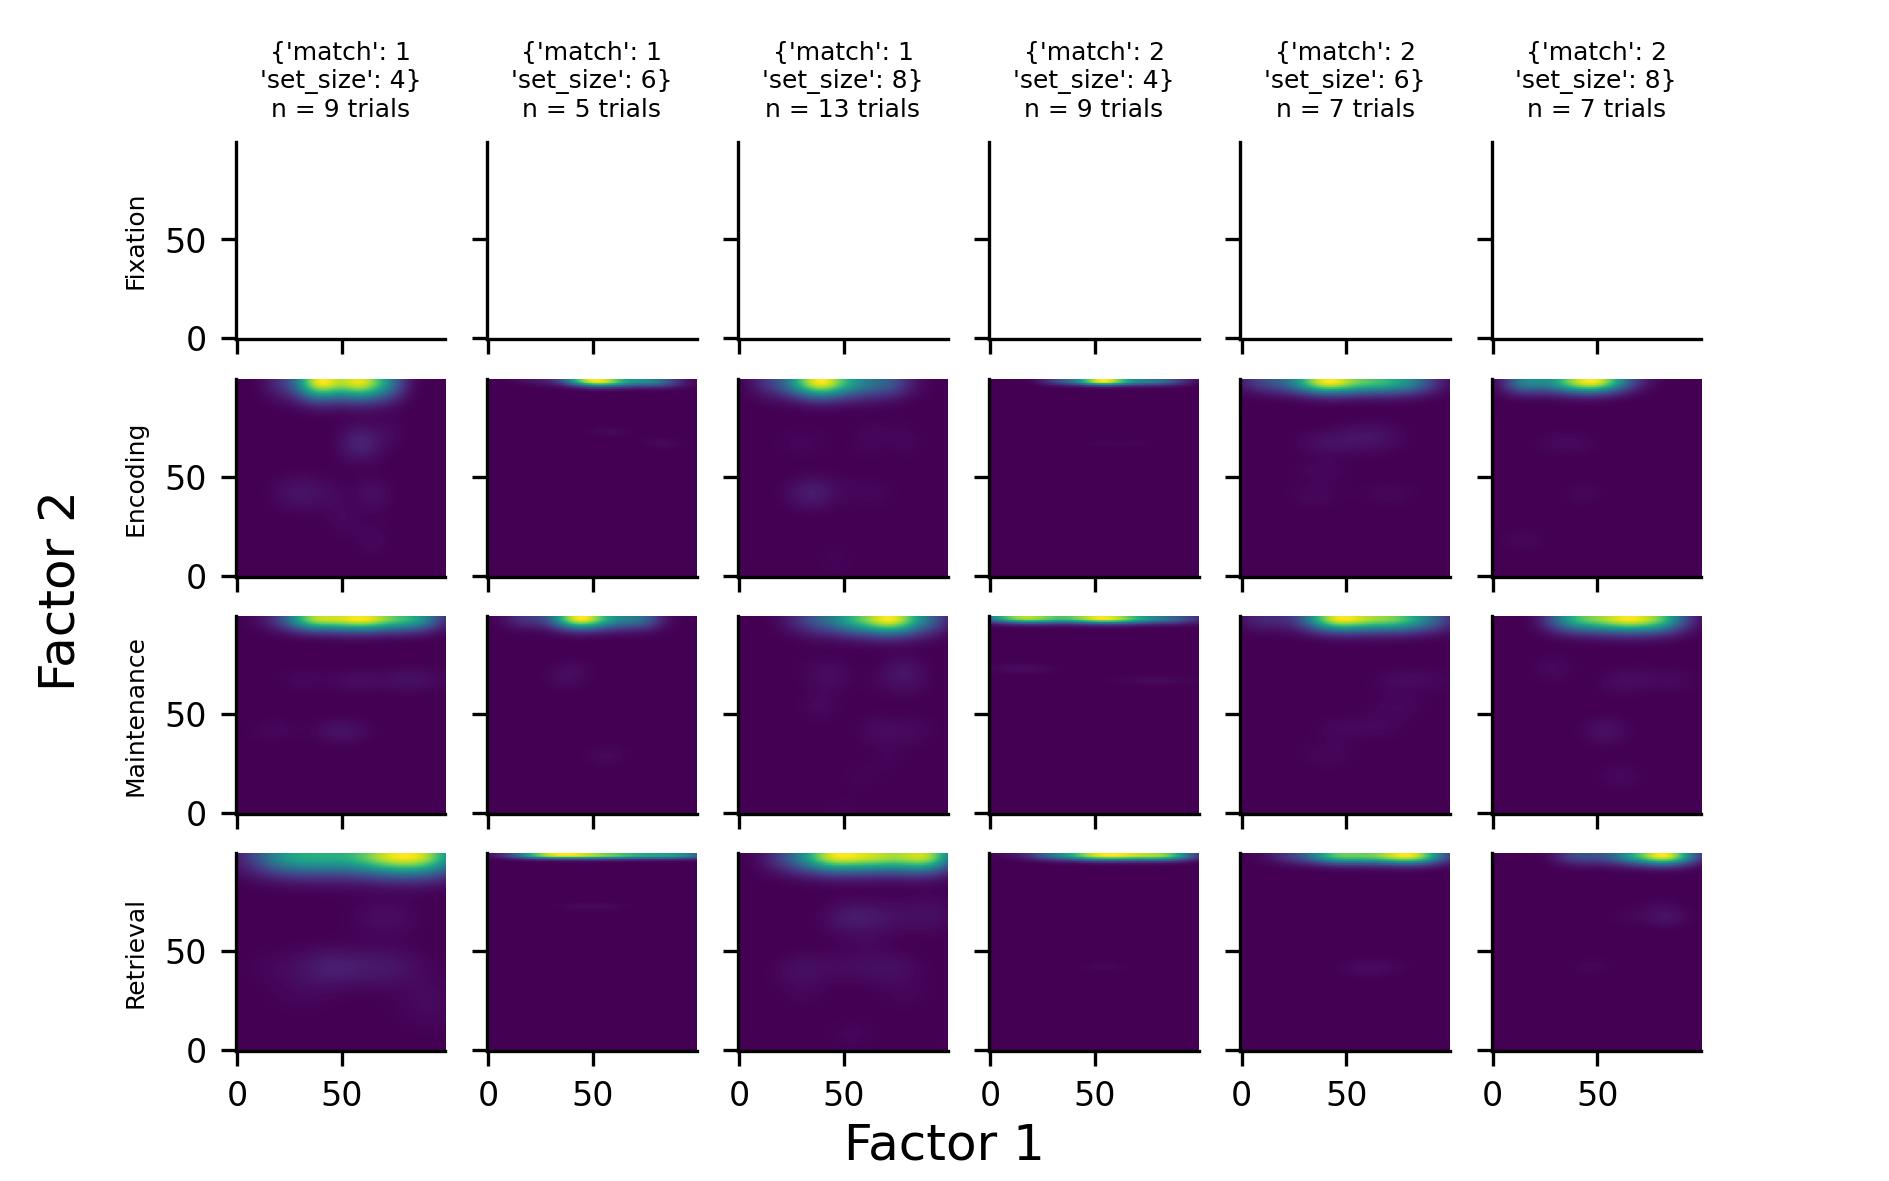 {'match': 1
'set_size': 4}
n = 9 trials
{'match': 1
'set_size': 6}
n = 5 trials
{'match': 1
'set_size': 8}
n = 13 trials
{'match': 2
'set_size': 4}
n = 9 trials
{'match': 2
'set_size': 6}
n = 7 trials
{'match': 2
'set_size': 8}
n = 7 trials
Factor 2
Fixation
50
0
Encoding
50
0
Maintenance
50
0
Retrieval
50
0
0 50 0 50 0 50 0 50 0 50 0 50
Factor 1